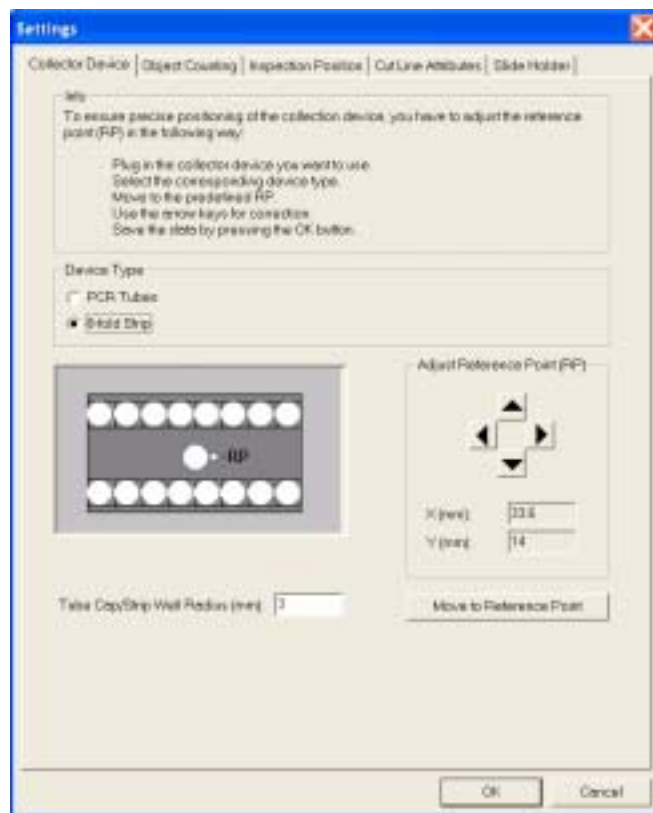 Settings
Collector Device
Object Counting
Inspection Position
Cut Line Attributes
Slide Holder
Info
To ensure precise positioning of the collection device, you have to adjust the reference
point (RP) in the following way:
Plug in the collector device you want to use.
Select the corresponding device type.
Move to the predefined RP.
Use the arrow keys for correction.
Save the data by pressing the OK button.
Device Type
PCR Tubes
8-fold Strip
RP
Adjust Reference Point (RP)
X (mm):
33.6
Y (mm):
14
Tube Cap/Strip Well Radius (mm):
3
Move to Reference Point
OK
Cancel